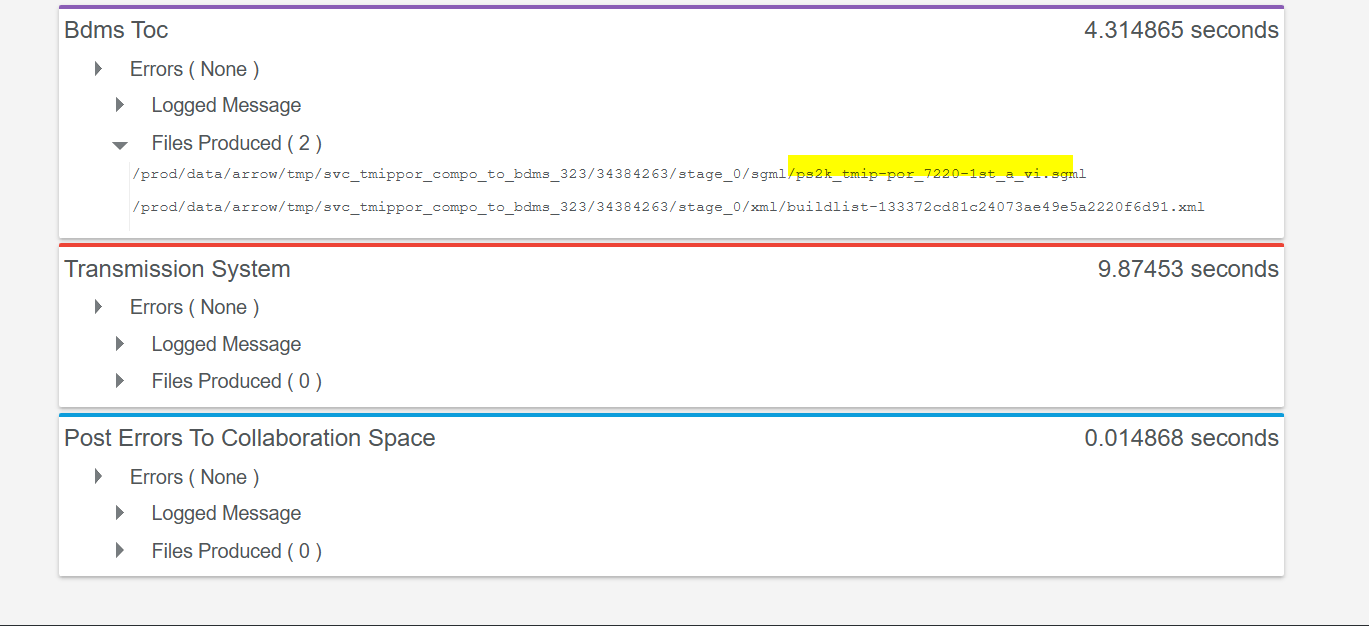 Bdms Toc 4.314865 seconds
Errors ( None )
Logged Message
Files Produced ( 2 )
/prod/data/arrow/tmp/svc_tmippor_compo_to_bdms_323/34384263/stage_0/sgml/ps2k_tmip-por_7220-1st_a_vi.sgml
/prod/data/arrow/tmp/svc_tmippor_compo_to_bdms_323/34384263/stage_0/xml/buildlist-133372cd81c24073ae49e5a2220f6d91.xml
Transmission System 9.87453 seconds
Errors ( None )
Logged Message
Files Produced ( 0 )
Post Errors To Collaboration Space 0.014868 seconds
Errors ( None )
Logged Message
Files Produced ( 0 )